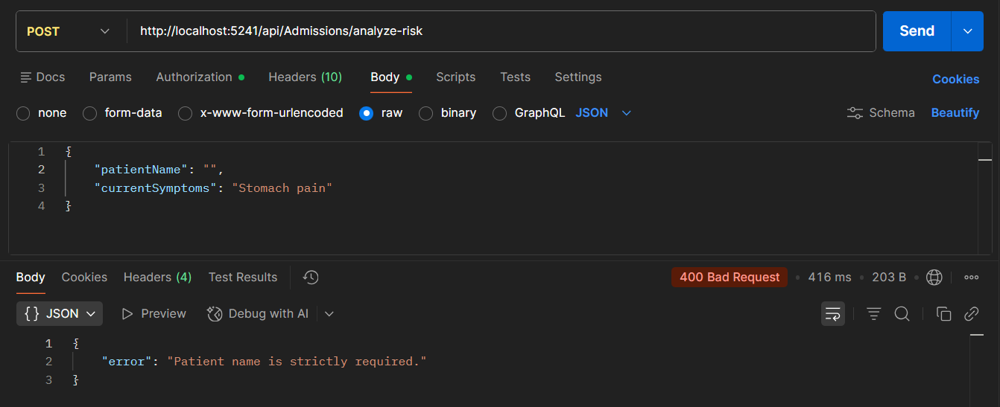 POST http://localhost:5241/api/Admissions/analyze-risk Send
Docs Params Authorization Headers (10) Body Scripts Tests Settings Cookies
none form-data x-www-form-urlencoded raw binary GraphQL JSON Schema Beautify
1 {
2 "patientName": "",
3 "currentSymptoms": "Stomach pain"
4 }
Body Cookies Headers (4) Test Results 400 Bad Request 416 ms 203 B
{} JSON Preview Debug with AI
1 {
2 "error": "Patient name is strictly required."
3 }